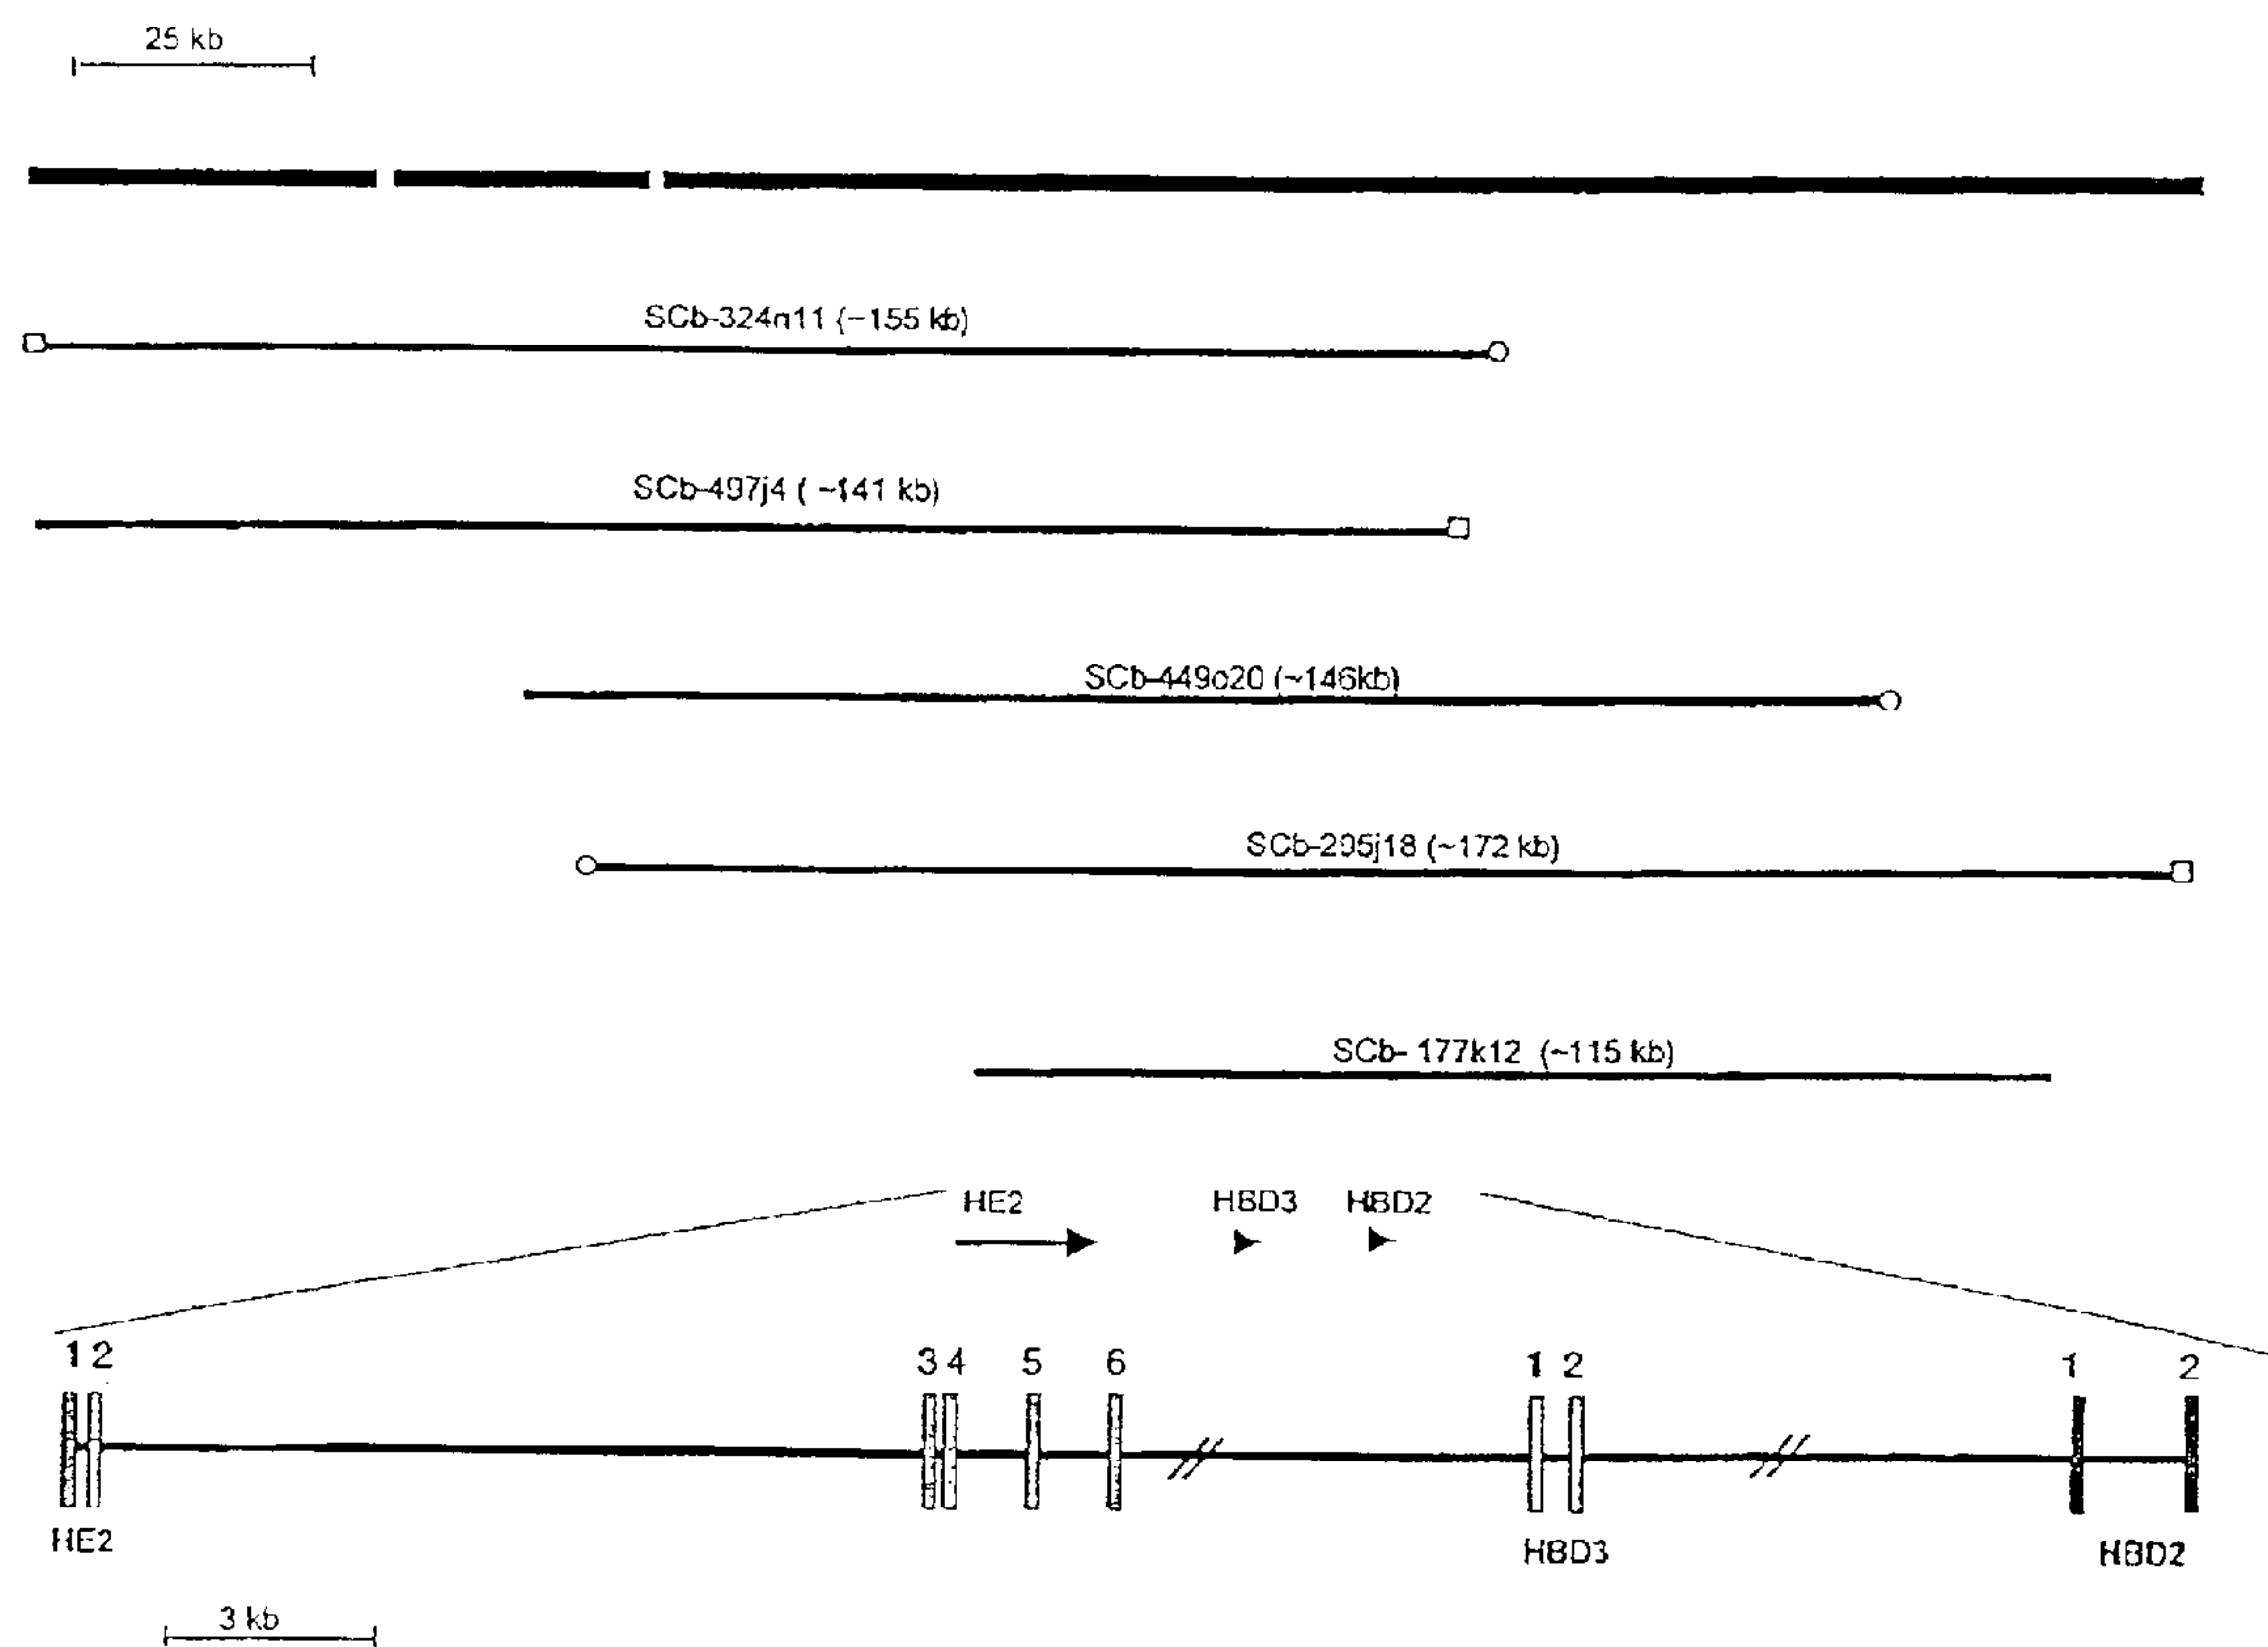 25 kb
SCb-324n11 (~155 kb)
SCb-497j4 ( ~141 kb)
SCb-449o20 (~146kb)
SCb-295j18 (~172 kb)
SCb- 177k12 (~115 kb)
HE2 HBD3 HBD2
1 2 3 4 5 6 1 2 1 2
HE2 HBD3 HBD2
3 kb